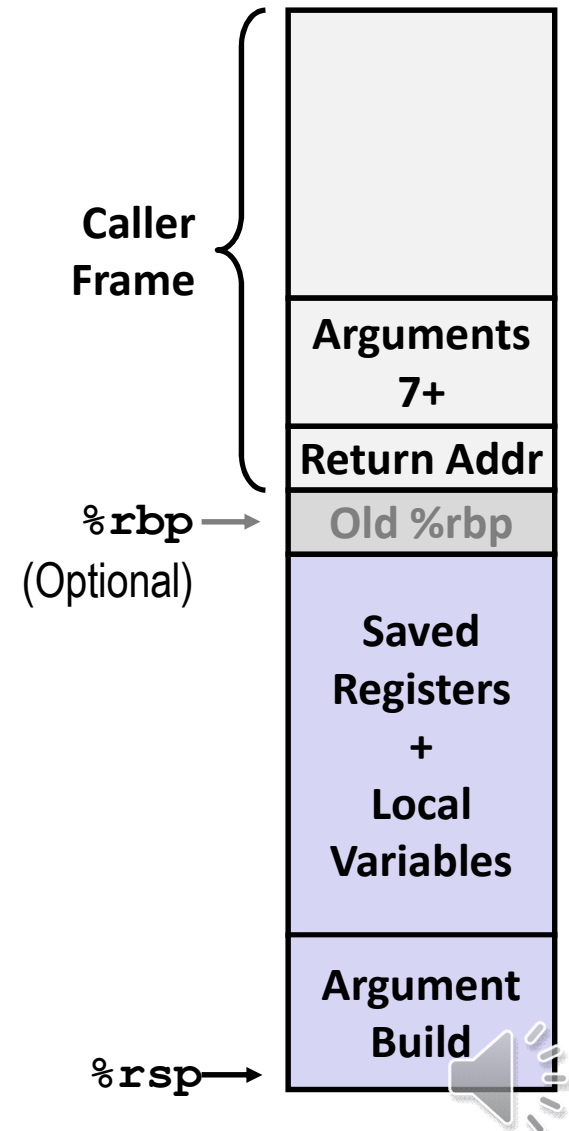 Caller
Frame
Arguments
7+
Return Addr
%rbp
Old %rbp
(Optional)
Saved
Registers
+
Local
Variables
Argument
Build
%rsp